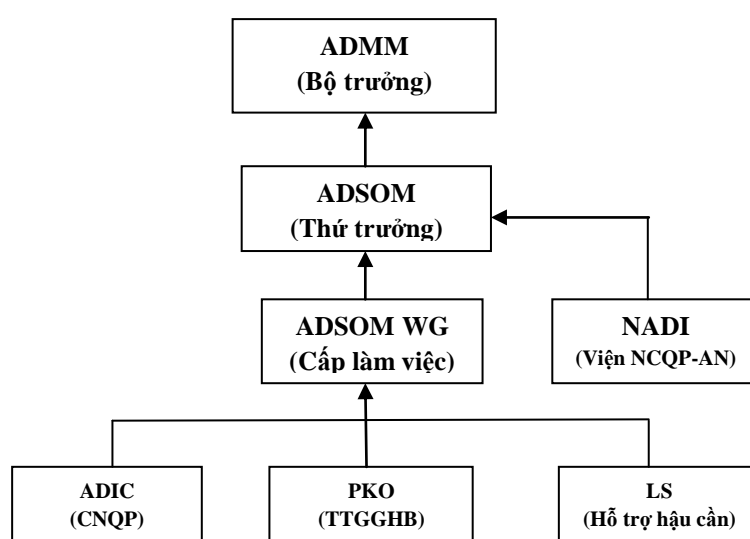 ADMM
(Bộ trưởng)
ADSOM
(Thứ trưởng)
ADSOM WG
(Cấp làm việc)
NADI
(Viện NCQP-AN)
ADIC
(CNQP)
PKO
(TTGGHB)
LS
(Hỗ trợ hậu cần)